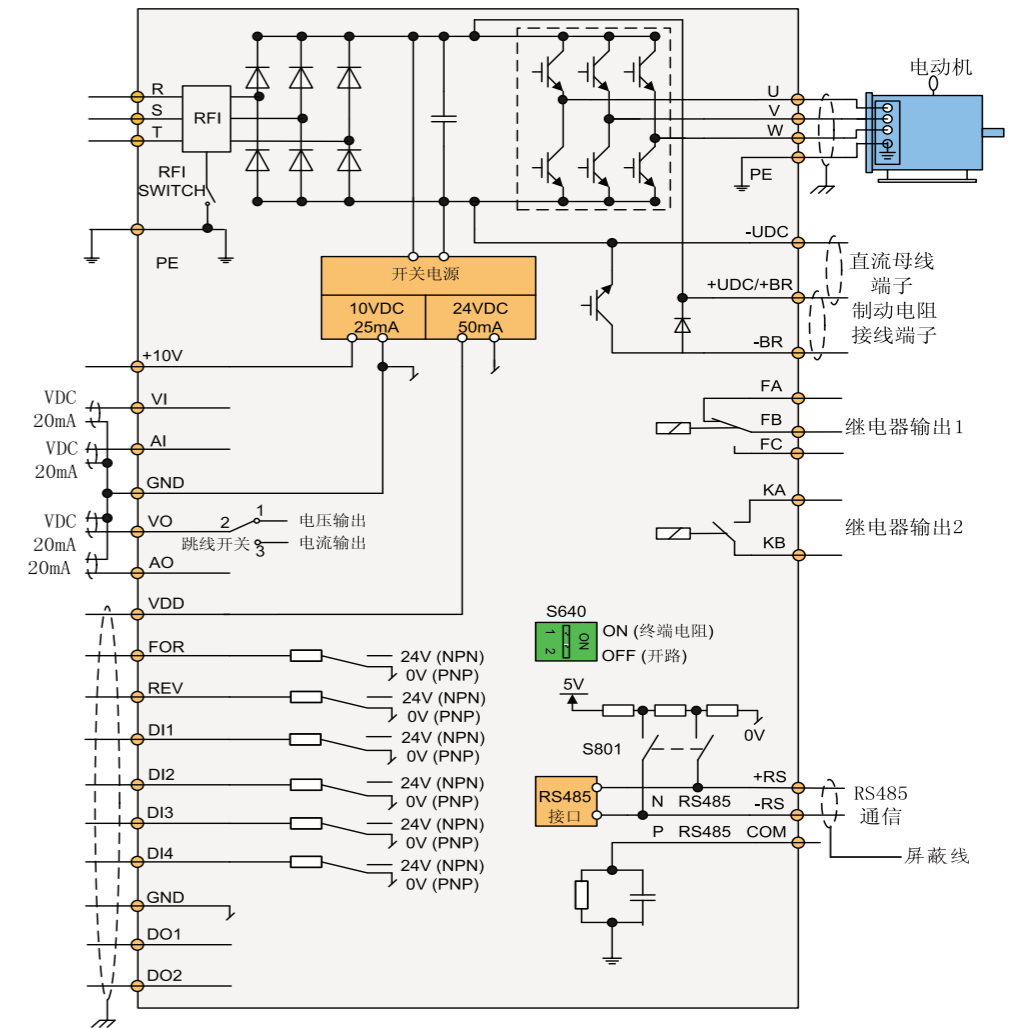 R
S
T
RFI
RFI
SWITCH
PE
U
V
W
PE
电动机
-UDC
+UDC/+BR
-BR
直流母线
端子
制动电阻
接线端子
开关电源
10VDC
25mA
24VDC
50mA
+10V
VDC
20mA
VI
VDC
20mA
AI
GND
VDC
20mA
VO
2
1
电压输出
跳线开关
3
电流输出
AO
VDD
FA
FB
FC
继电器输出1
KA
KB
继电器输出2
FOR
24V (NPN)
0V (PNP)
REV
24V (NPN)
0V (PNP)
DI1
24V (NPN)
0V (PNP)
DI2
24V (NPN)
0V (PNP)
DI3
24V (NPN)
0V (PNP)
DI4
24V (NPN)
0V (PNP)
GND
DO1
DO2
S640
1
2
ON
ON (终端电阻)
OFF (开路)
5V
0V
S801
RS485
接口
+RS
N RS485
-RS
P RS485
COM
RS485
通信
屏蔽线